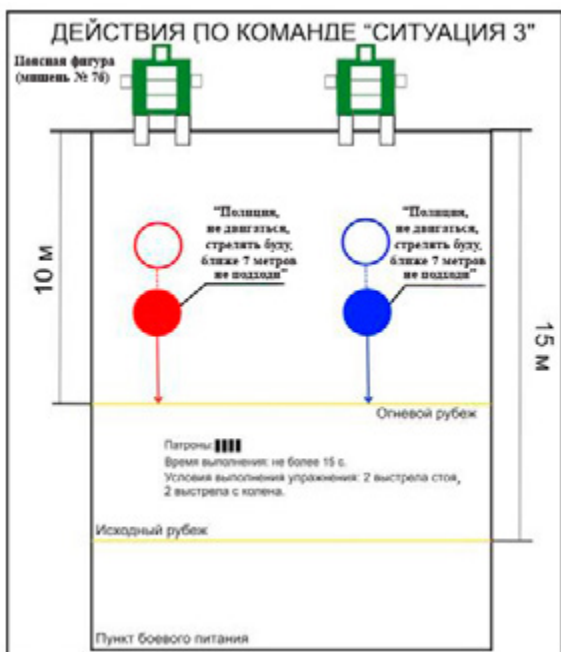 ДЕЙСТВИЯ ПО КОМАНДЕ “СИТУАЦИЯ 3”
Поясная фигура
(мишень № 7б)
“Полиция,
не двигаться,
стрелять буду,
ближе 7 метров
не подходи”
“Полиция,
не двигаться,
стрелять буду,
ближе 7 метров
не подходи”
10 м
15 м
Огневой рубеж
Патроны:
Время выполнения: не более 15 с.
Условия выполнения упражнения: 2 выстрела стоя,
2 выстрела с колена.
Исходный рубеж
Пункт боевого питания